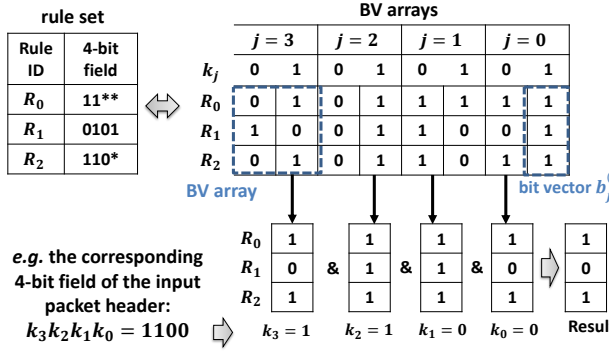 rule set
BV arrays
Rule ID 4-bit field
R₀ 11**
R₁ 0101
R₂ 110*
j = 3 j = 2 j = 1 j = 0
kⱼ 0 1 0 1 0 1 0 1
R₀ 0 1 0 1 1 1 1 1
R₁ 1 0 0 1 1 0 0 1
R₂ 0 1 0 1 1 0 1 1
BV array
bit vector bⱼ
R₀ 1 1 1 1 1
R₁ 0 & 1 & 1 & 0 0
R₂ 1 1 1 1 1
e.g. the corresponding
4-bit field of the input
packet header:
k₃k₂k₁k₀ = 1100
k₃ = 1 k₂ = 1 k₁ = 0 k₀ = 0
Resul